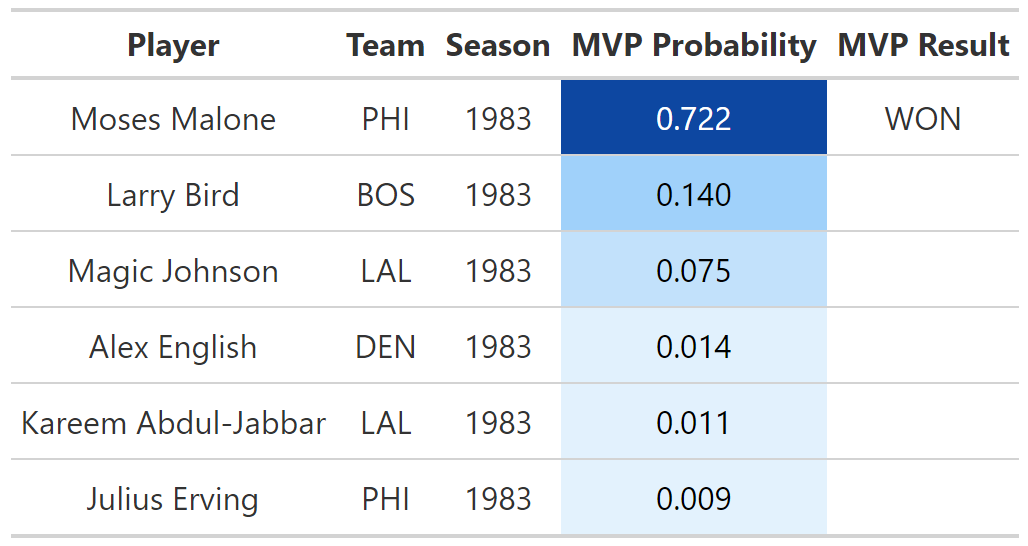 Player Team Season MVP Probability MVP Result
Moses Malone PHI 1983 0.722 WON
Larry Bird BOS 1983 0.140
Magic Johnson LAL 1983 0.075
Alex English DEN 1983 0.014
Kareem Abdul-Jabbar LAL 1983 0.011
Julius Erving PHI 1983 0.009